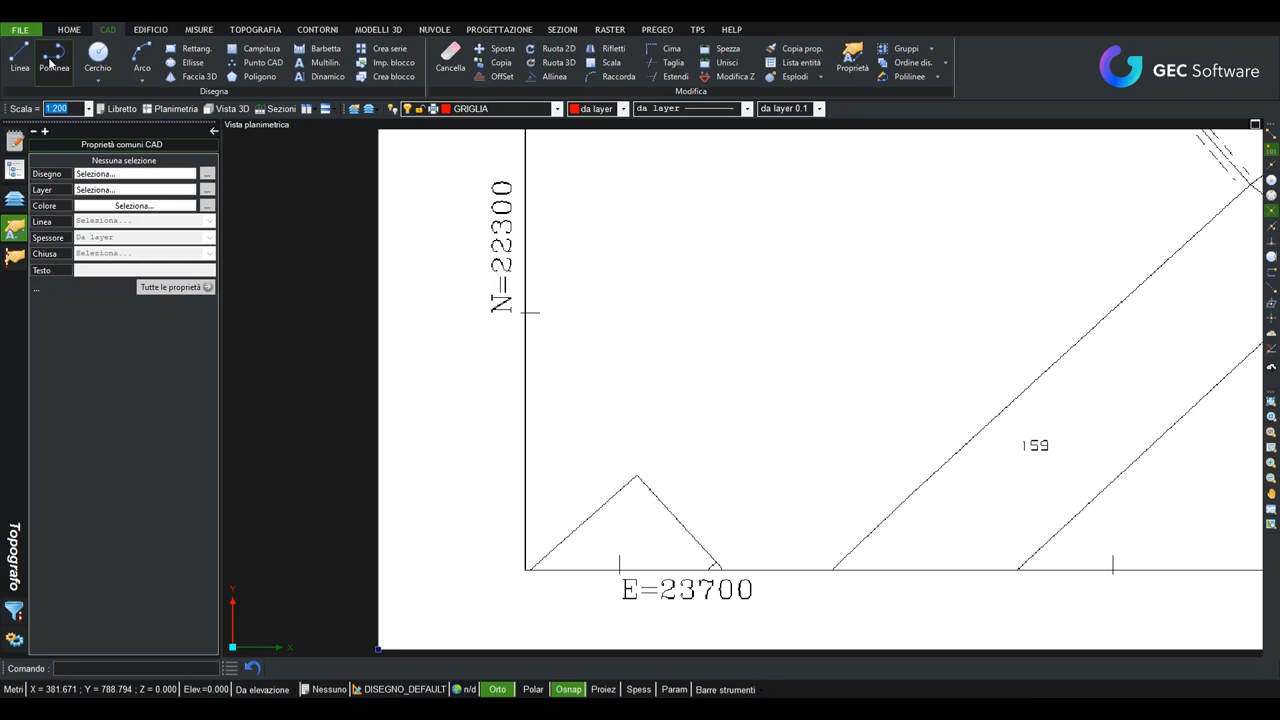 FILE HOME CAD EDIFICIO MISURE TOPOGRAFIA CONTORNI MODELLI 3D NUVOLE PROGETTAZIONE SEZIONI RASTER PREGEO TPS HELP
Rettang. Campitura Barbetta Crea serie Sposta Ruota 2D Rifletti Cima Spezza Copia prop. Gruppi
Linea Polilinea Cerchio Arco Ellisse Punto CAD Multilin. Imp. blocco Cancella Copia Ruota 3D Scala Taglia Unisci Lista entità Proprietà Ordine dis.
Faccia 3D Poligono Dinamico Crea blocco OffSet Allinea Raccorda Estendi Modifica Z Esplodi Polilinee
Disegna Modifica
GEC Software
Scala = 1:200 Libretto Planimetria Vista 3D Sezioni GRIGLIA da layer da layer da layer 0.1
Vista planimetrica
Proprietà comuni CAD
Nessuna selezione
Disegno Seleziona... ...
Layer Seleziona... ...
Colore Seleziona... ...
Linea Seleziona...
Spessore Da layer
Chiusa Seleziona...
Testo
... Tutte le proprietà
N=22300
159
E=23700
Topografo
Y
X
Comando :
Metri X = 381.671 ; Y = 788.794 ; Z = 0.000 Elev.=0.000 Da elevazione Nessuno DISEGNO_DEFAULT n/d Orto Polar Osnap Proiez Spess Param Barre strumenti